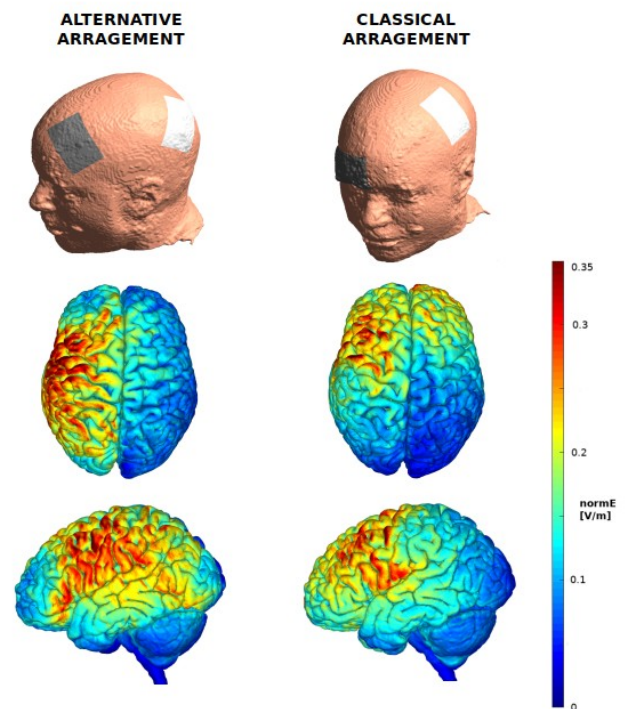 ALTERNATIVE
ARRAGEMENT
CLASSICAL
ARRAGEMENT
0.35
0.3
0.2
normE
[V/m]
0.1
0